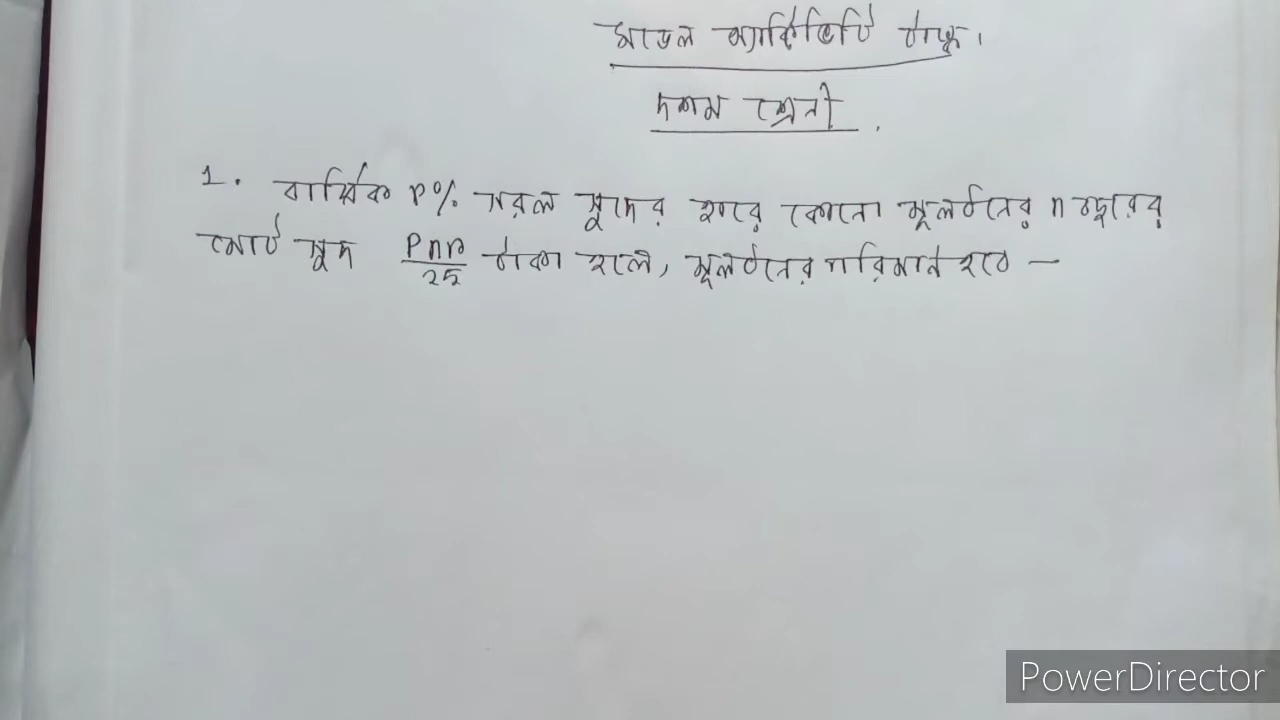 মডেল অ্যাক্টিভিটি টাস্ক।
দশম শ্রেনী.
1. বার্ষিক r% সরল সুদের হারে কোনো মূলধনের n বছরের
মোট সুদ Pnr/25 টাকা হলে, মূলধনের পরিমান হবে —
PowerDirector